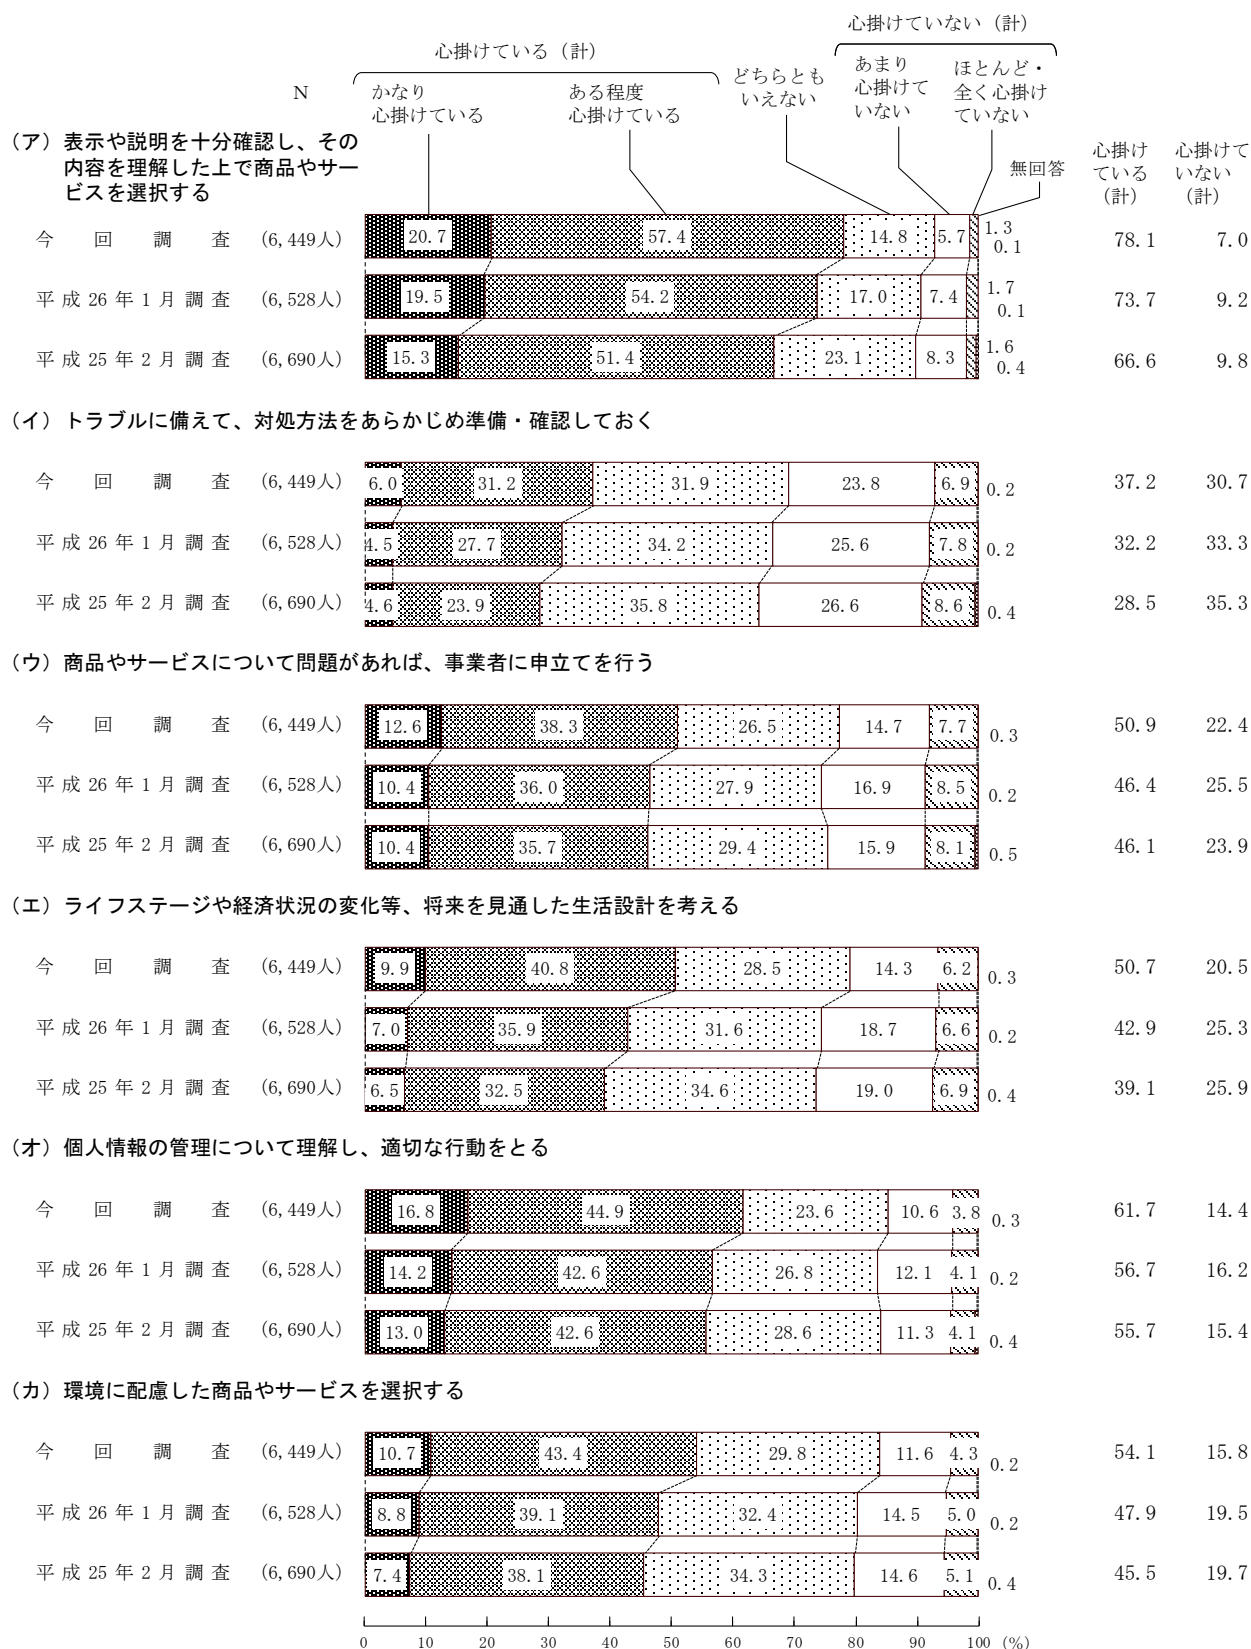 心掛けていない（計）
心掛けている（計）
どちらとも
いえない
あまり
心掛けて
いない
ほとんど・
全く心掛け
ていない
N
かなり
心掛けている
ある程度
心掛けている
無回答
心掛け
ている
（計）
心掛けて
いない
（計）
（ア）表示や説明を十分確認し、その
内容を理解した上で商品やサー
ビスを選択する
今回調査 (6,449人) 20.7 57.4 14.8 5.7 1.3 0.1 78.1 7.0
平成26年1月調査 (6,528人) 19.5 54.2 17.0 7.4 1.7 0.1 73.7 9.2
平成25年2月調査 (6,690人) 15.3 51.4 23.1 8.3 1.6 0.4 66.6 9.8
（イ）トラブルに備えて、対処方法をあらかじめ準備・確認しておく
今回調査 (6,449人) 6.0 31.2 31.9 23.8 6.9 0.2 37.2 30.7
平成26年1月調査 (6,528人) 4.5 27.7 34.2 25.6 7.8 0.2 32.2 33.3
平成25年2月調査 (6,690人) 4.6 23.9 35.8 26.6 8.6 0.4 28.5 35.3
（ウ）商品やサービスについて問題があれば、事業者に申立てを行う
今回調査 (6,449人) 12.6 38.3 26.5 14.7 7.7 0.3 50.9 22.4
平成26年1月調査 (6,528人) 10.4 36.0 27.9 16.9 8.5 0.2 46.4 25.5
平成25年2月調査 (6,690人) 10.4 35.7 29.4 15.9 8.1 0.5 46.1 23.9
（エ）ライフステージや経済状況の変化等、将来を見通した生活設計を考える
今回調査 (6,449人) 9.9 40.8 28.5 14.3 6.2 0.3 50.7 20.5
平成26年1月調査 (6,528人) 7.0 35.9 31.6 18.7 6.6 0.2 42.9 25.3
平成25年2月調査 (6,690人) 6.5 32.5 34.6 19.0 6.9 0.4 39.1 25.9
（オ）個人情報の管理について理解し、適切な行動をとる
今回調査 (6,449人) 16.8 44.9 23.6 10.6 3.8 0.3 61.7 14.4
平成26年1月調査 (6,528人) 14.2 42.6 26.8 12.1 4.1 0.2 56.7 16.2
平成25年2月調査 (6,690人) 13.0 42.6 28.6 11.3 4.1 0.4 55.7 15.4
（カ）環境に配慮した商品やサービスを選択する
今回調査 (6,449人) 10.7 43.4 29.8 11.6 4.3 0.2 54.1 15.8
平成26年1月調査 (6,528人) 8.8 39.1 32.4 14.5 5.0 0.2 47.9 19.5
平成25年2月調査 (6,690人) 7.4 38.1 34.3 14.6 5.1 0.4 45.5 19.7
0 10 20 30 40 50 60 70 80 90 100 (%)